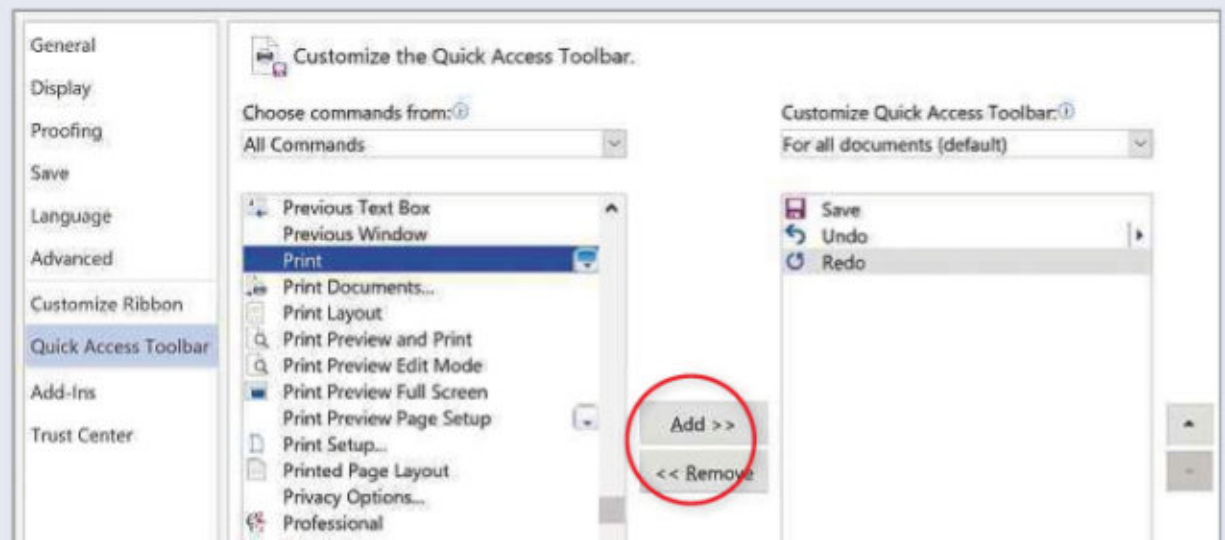 General
Display
Proofing
Save
Language
Advanced
Customize Ribbon
Quick Access Toolbar
Add-Ins
Trust Center
Customize the Quick Access Toolbar.
Choose commands from:
All Commands
Previous Text Box
Previous Window
Print
Print Documents...
Print Layout
Print Preview and Print
Print Preview Edit Mode
Print Preview Full Screen
Print Preview Page Setup
Print Setup...
Printed Page Layout
Privacy Options...
Professional
Add >>
<< Remove
Customize Quick Access Toolbar:
For all documents (default)
Save
Undo
Redo